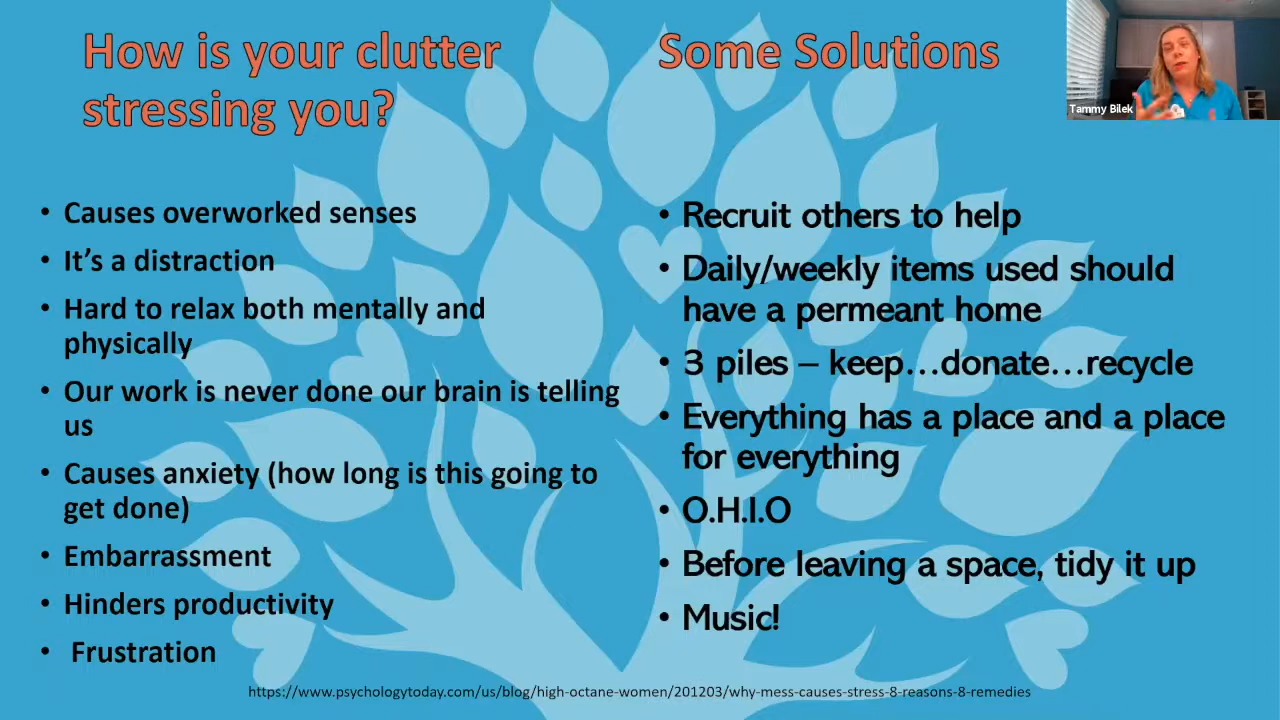 How is your clutter
stressing you?
• Causes overworked senses
• It's a distraction
• Hard to relax both mentally and
physically
• Our work is never done our brain is telling
us
• Causes anxiety (how long is this going to
get done)
• Embarrassment
• Hinders productivity
• Frustration
Some Solutions
• Recruit others to help
• Daily/weekly items used should
have a permeant home
• 3 piles – keep...donate...recycle
• Everything has a place and a place
for everything
• O.H.I.O
• Before leaving a space, tidy it up
• Music!
Tammy Bilek
https://www.psychologytoday.com/us/blog/high-octane-women/201203/why-mess-causes-stress-8-reasons-8-remedies